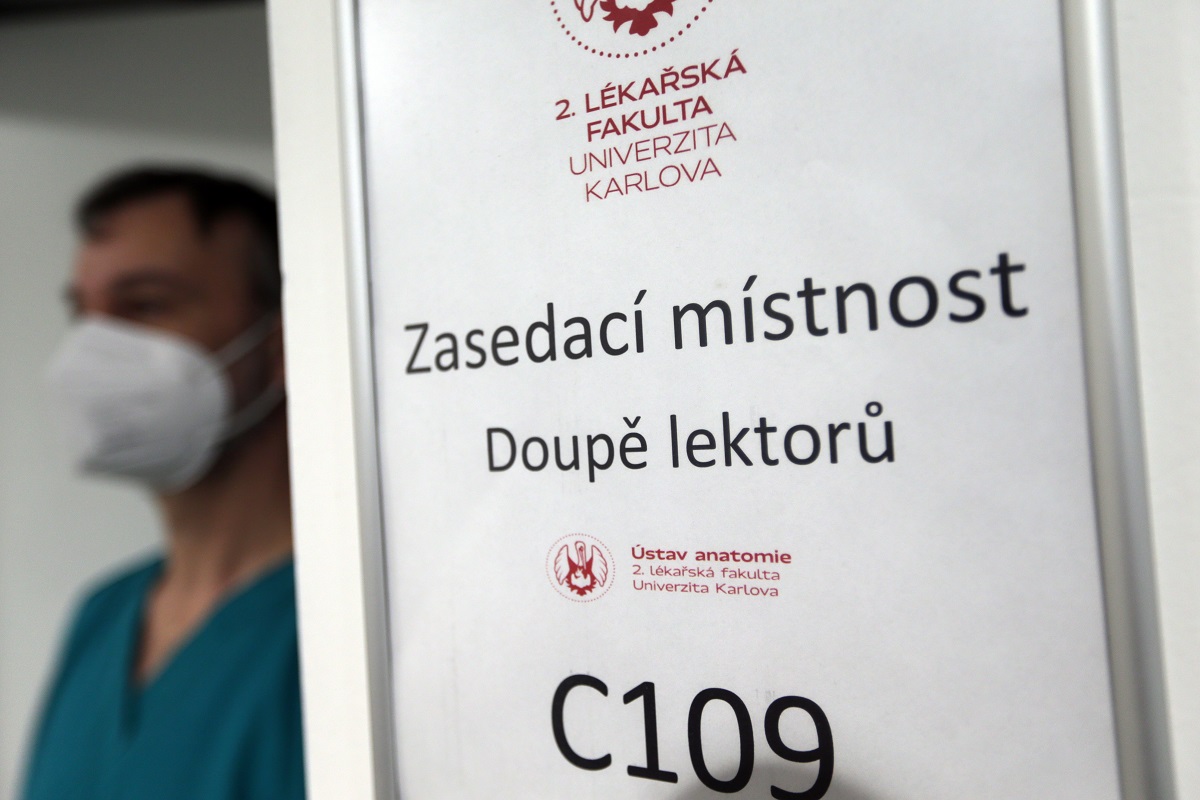 2. LÉKAŘSKÁ
FAKULTA
UNIVERZITA
KARLOVA
Zasedací místnost
Doupě lektorů
Ústav anatomie
2. lékařská fakulta
Univerzita Karlova
C109